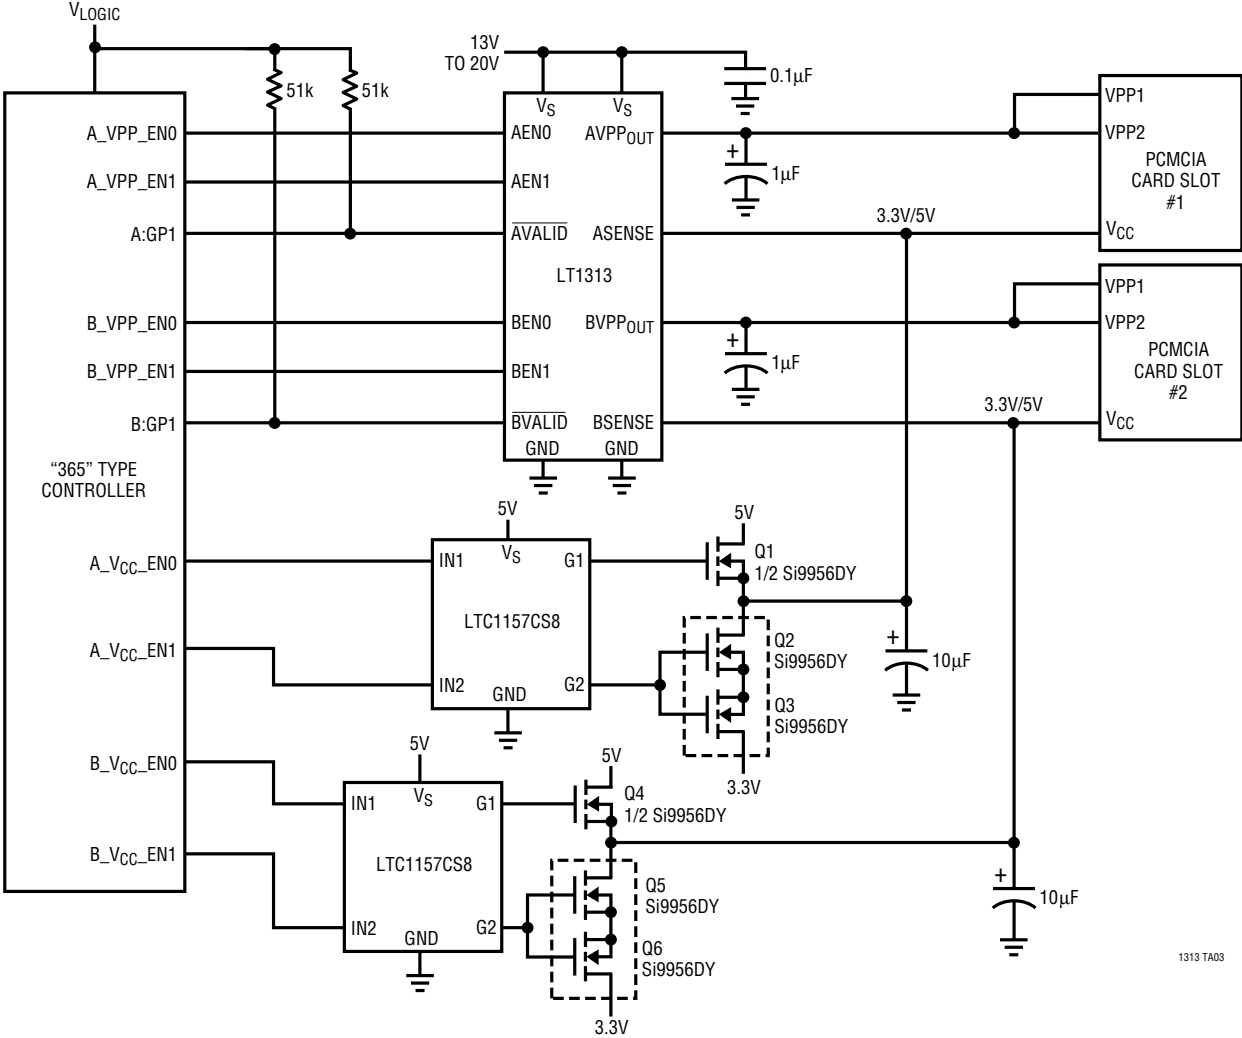 VLOGIC
51k
51k
13V
TO 20V
0.1µF
VS
VS
A_VPP_EN0
AEN0
AVPPOUT
A_VPP_EN1
AEN1
1µF
A:GP1
AVALID
ASENSE
3.3V/5V
LT1313
B_VPP_EN0
BEN0
BVPPOUT
B_VPP_EN1
BEN1
1µF
B:GP1
BVALID
BSENSE
3.3V/5V
GND
GND
VPP1
VPP2
PCMCIA
CARD SLOT
#1
VCC
VPP1
VPP2
PCMCIA
CARD SLOT
#2
VCC
“365” TYPE
CONTROLLER
A_VCC_EN0
A_VCC_EN1
B_VCC_EN0
B_VCC_EN1
5V
VS
IN1
G1
LTC1157CS8
IN2
G2
GND
5V
Q1
1/2 Si9956DY
Q2
Si9956DY
Q3
Si9956DY
3.3V
+
10µF
5V
VS
IN1
G1
LTC1157CS8
IN2
G2
GND
5V
Q4
1/2 Si9956DY
Q5
Si9956DY
Q6
Si9956DY
3.3V
+
10µF
+
+
1313 TA03